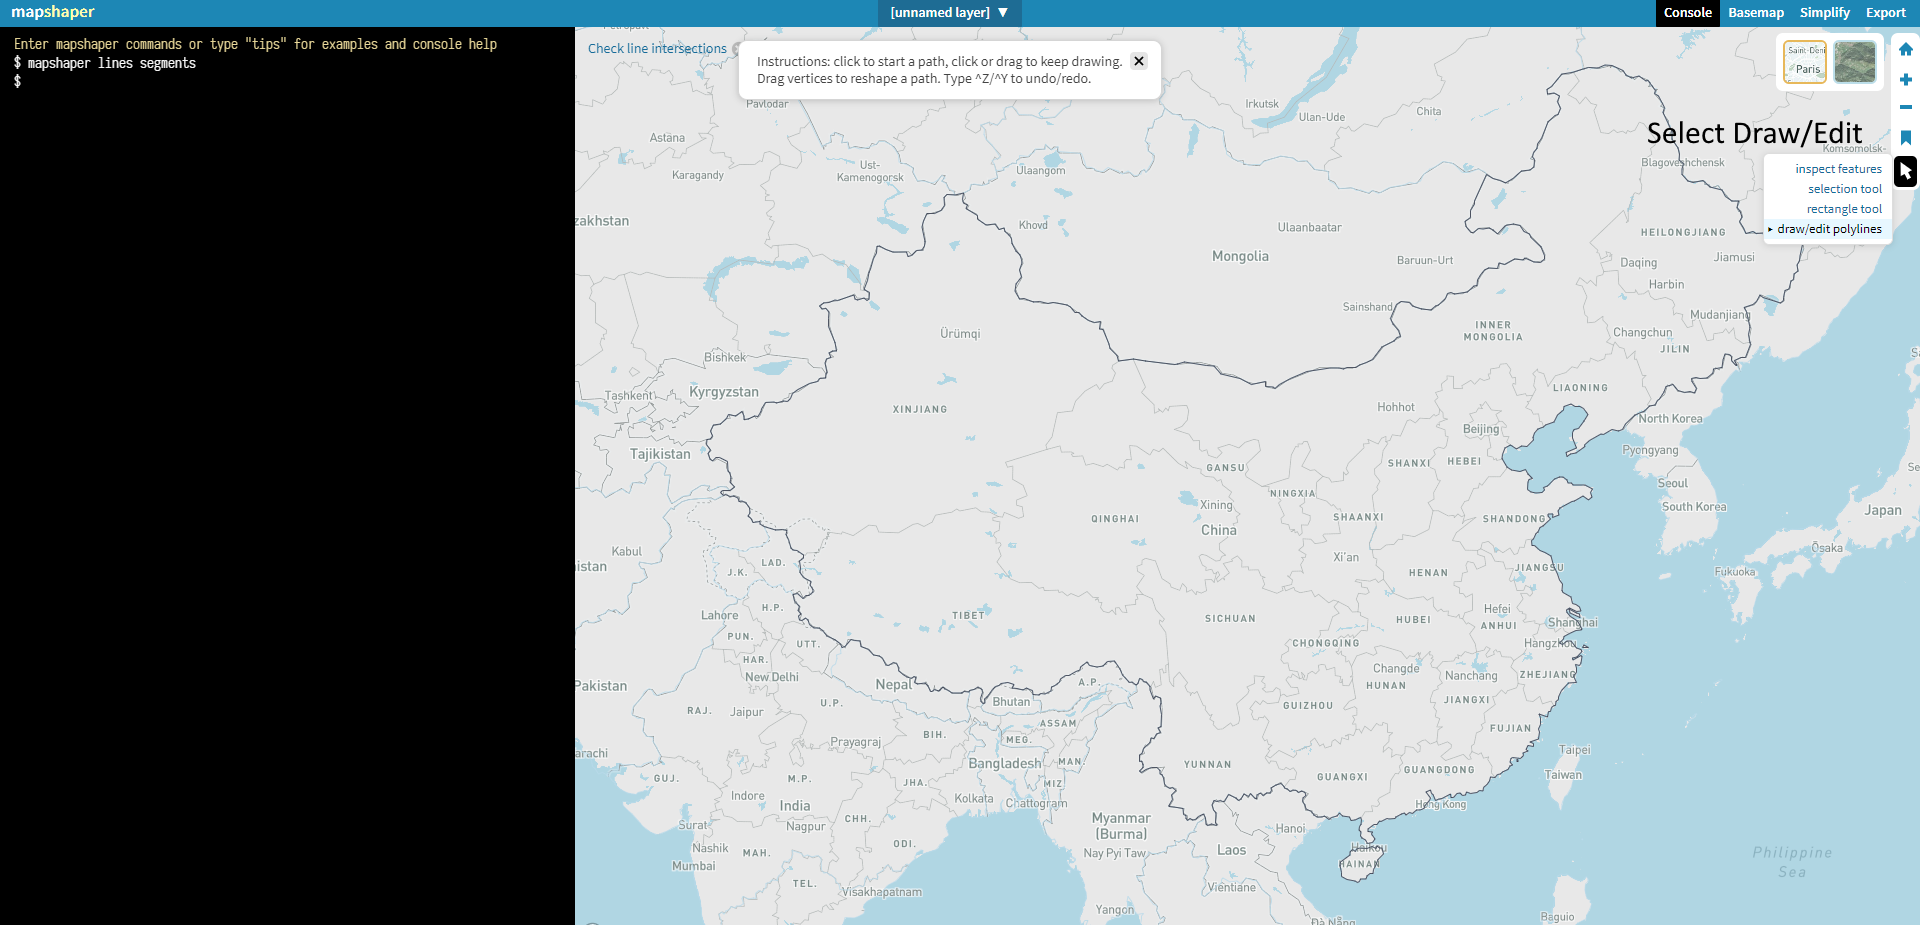 mapshaper
[unnamed layer] ▼
Console Basemap Simplify Export
Enter mapshaper commands or type "tips" for examples and console help
$ mapshaper lines segments
$
Check line intersections
Instructions: click to start a path, click or drag to keep drawing.
Drag vertices to reshape a path. Type ^Z/^Y to undo/redo.
Saint-Deni
Paris
Select Draw/Edit
inspect features
selection tool
rectangle tool
▸ draw/edit polylines
Petropavl
Pavlodar
Irkutsk
Ulan-Ude
Chita
Komsomolsk-
Astana
Karagandy
Ust-
Kamenogorsk
Ulaangom
Blagoveshchensk
zakhstan
Khovd
Ulaanbaatar
HEILONGJIANG
Mongolia
Baruun-Urt
Daqing
Jiamusi
Harbin
Sainshand
Mudanjiang
Ürümqi
INNER
MONGOLIA
Changchun
JILIN
Bishkek
Tashkent
Kyrgyzstan
LIAONING
XINJIANG
Hohhot
North Korea
Beijing
Tajikistan
Pyongyang
GANSU
SHANXI
HEBEI
Se
Seoul
NINGXIA
Xining
South Korea
Japan
QINGHAI
China
SHAANXI
SHANDONG
Kabul
Xi'an
Ōsaka
istan
LAD.
J.K.
HENAN
JIANGSU
Fukuoka
Lahore
H.P.
TIBET
SICHUAN
HUBEI
Hefei
ANHUI
Shanghai
PUN.
UTT.
CHONGQING
Hangzhou
HAR.
New Delhi
Changde
HUNAN
Nanchang
ZHEJIANG
Pakistan
Nepal
A.P.
Bhutan
GUIZHOU
JIANGXI
RAJ.
Jaipur
U.P.
ASSAM
FUJIAN
Prayagraj
BIH.
MEG.
Taipei
arachi
Bangladesh
MAN.
YUNNAN
GUANGXI
GUANGDONG
Taiwan
GUJ.
M.P.
JHA.
MIZ
Indore
India
Kolkata
Chattogram
Hong Kong
Surat
Nagpur
CHH.
Myanmar
(Burma)
Hanoi
Nashik
MAH.
ODI.
Nay Pyi Taw
Laos
Haikou
HAINAN
Mumbai
Philippine
Sea
TEL.
Visakhapatnam
Vientiane
Yangon
Đà Nẵng
Baguio